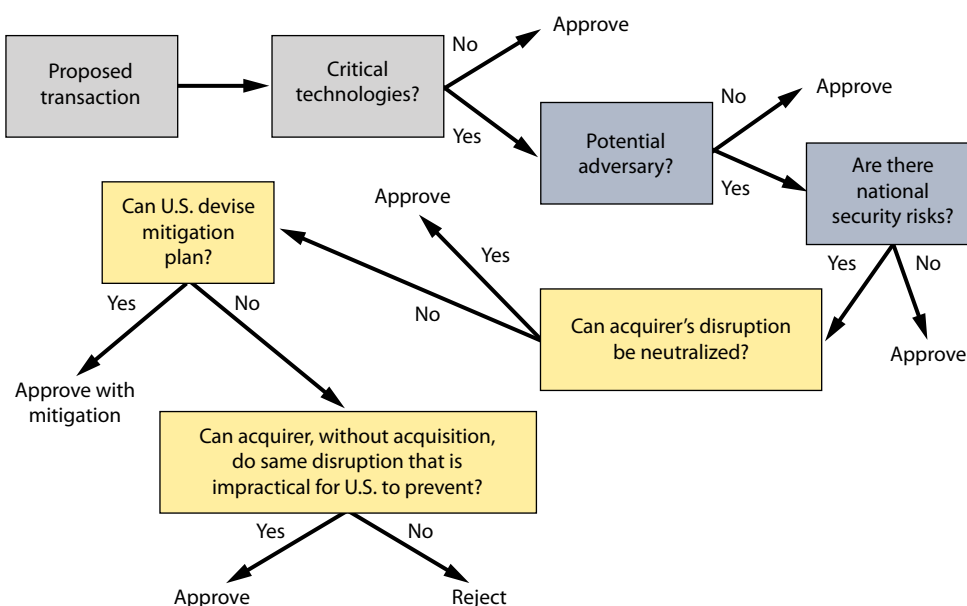 Proposed
transaction
Critical
technologies?
No
Approve
Yes
Potential
adversary?
No
Approve
Yes
Are there
national
security risks?
Yes
No
Approve
Can acquirer’s disruption
be neutralized?
Yes
Approve
No
Can U.S. devise
mitigation
plan?
Yes
No
Approve with
mitigation
Can acquirer, without acquisition,
do same disruption that is
impractical for U.S. to prevent?
Yes
No
Approve
Reject